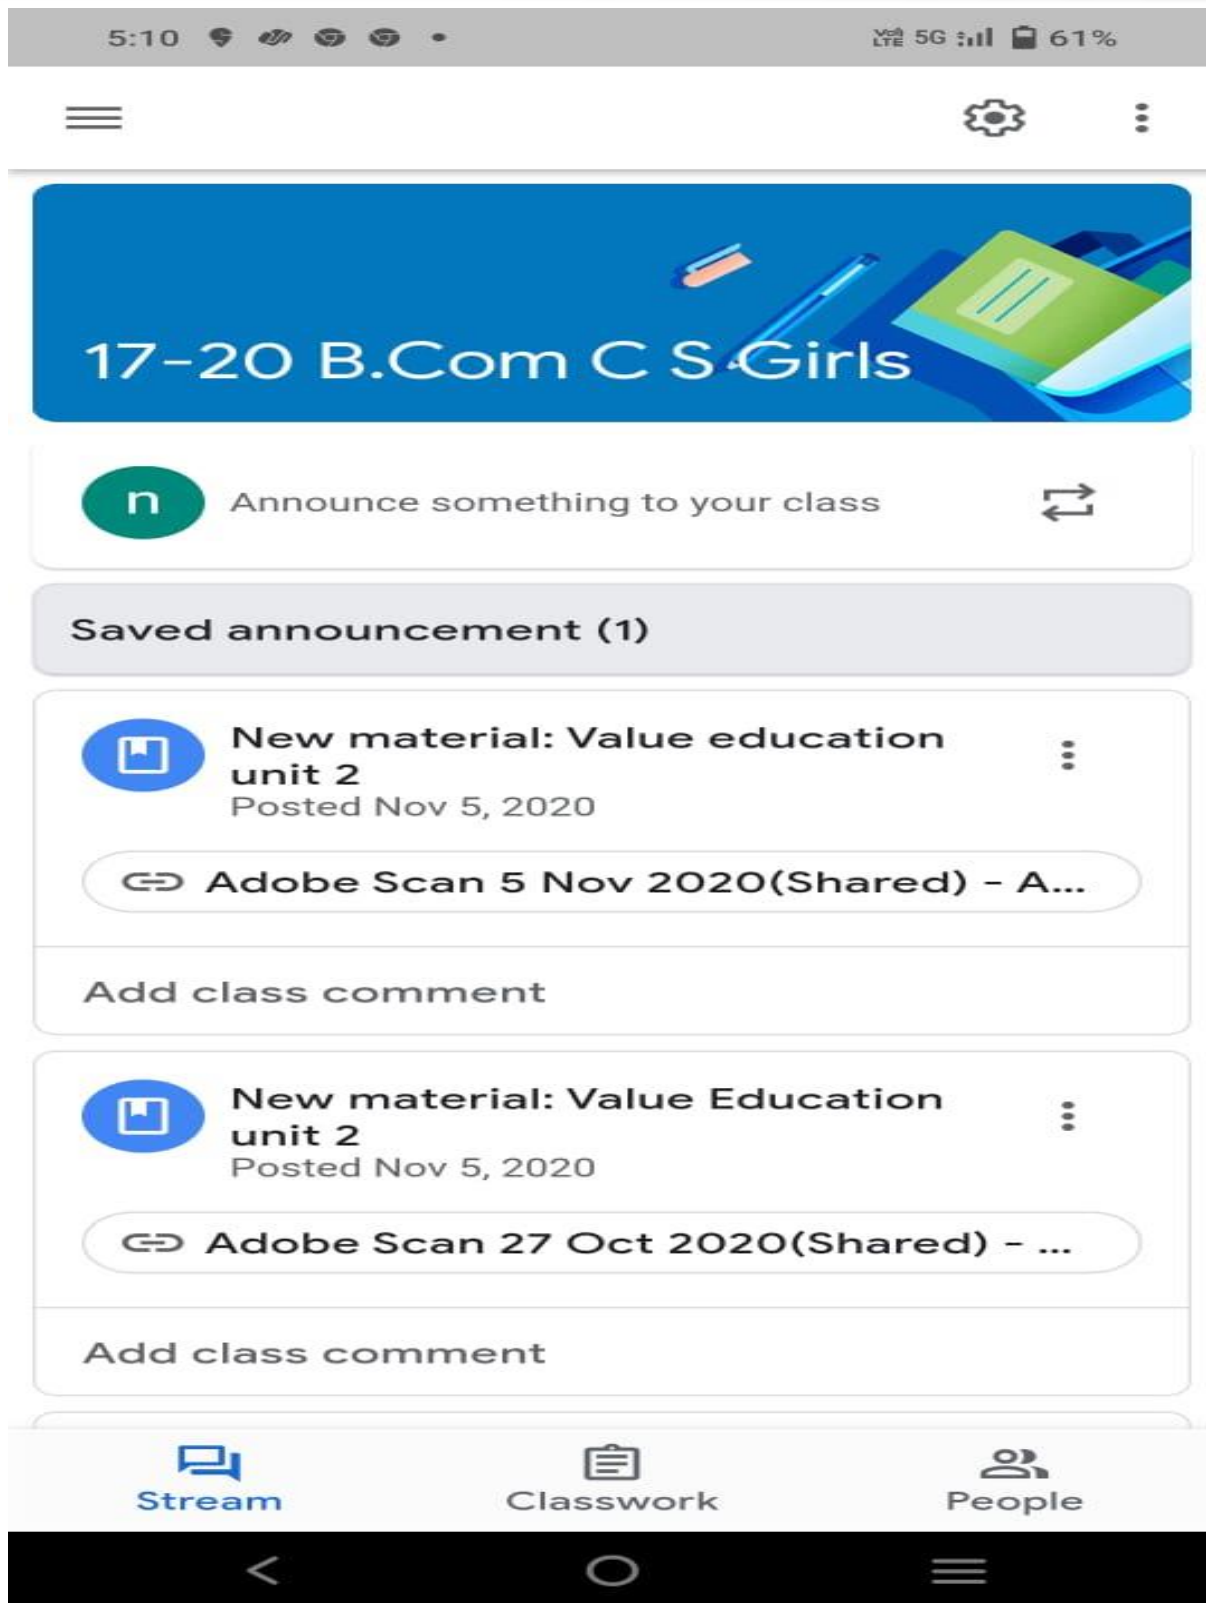 5:10 Vo)) LTE 5G 61%
17-20 B.Com C S Girls
n Announce something to your class
Saved announcement (1)
New material: Value education
unit 2
Posted Nov 5, 2020
Adobe Scan 5 Nov 2020(Shared) - A...
Add class comment
New material: Value Education
unit 2
Posted Nov 5, 2020
Adobe Scan 27 Oct 2020(Shared) - ...
Add class comment
Stream Classwork People